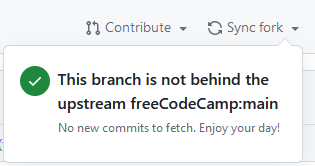 Contribute Sync fork
This branch is not behind the
upstream freeCodeCamp:main
No new commits to fetch. Enjoy your day!